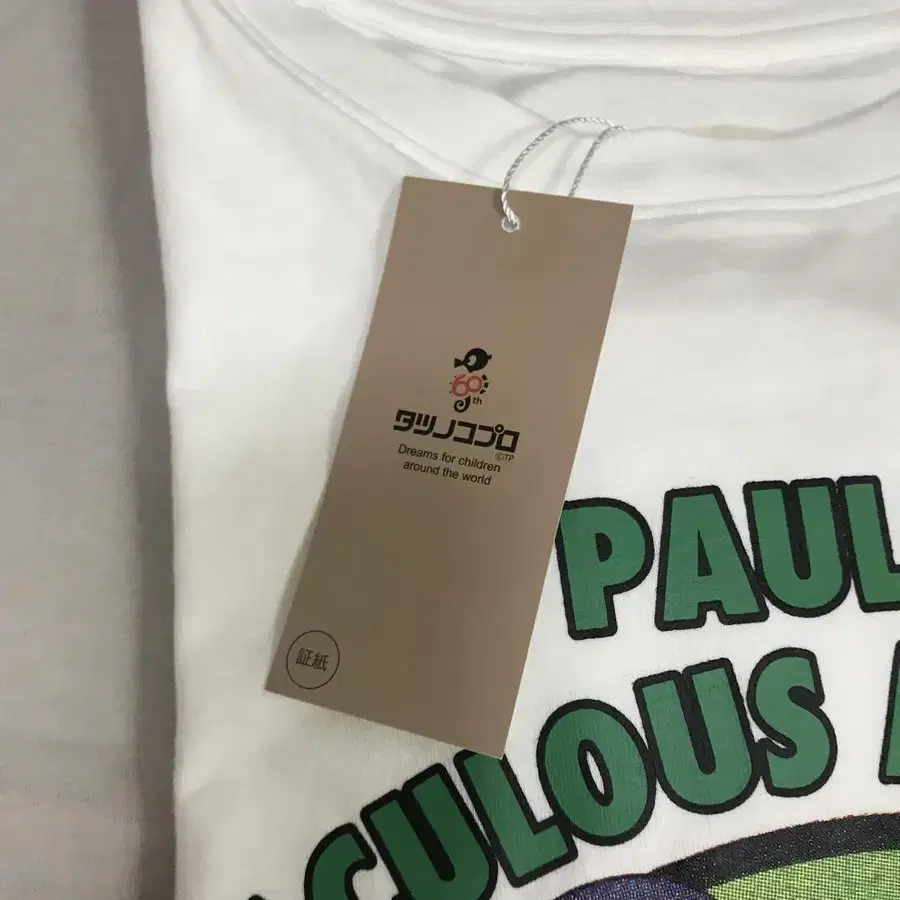 60th
タツノコプロ
©TP
Dreams for children
around the world
証紙
PAUL
CULOUS